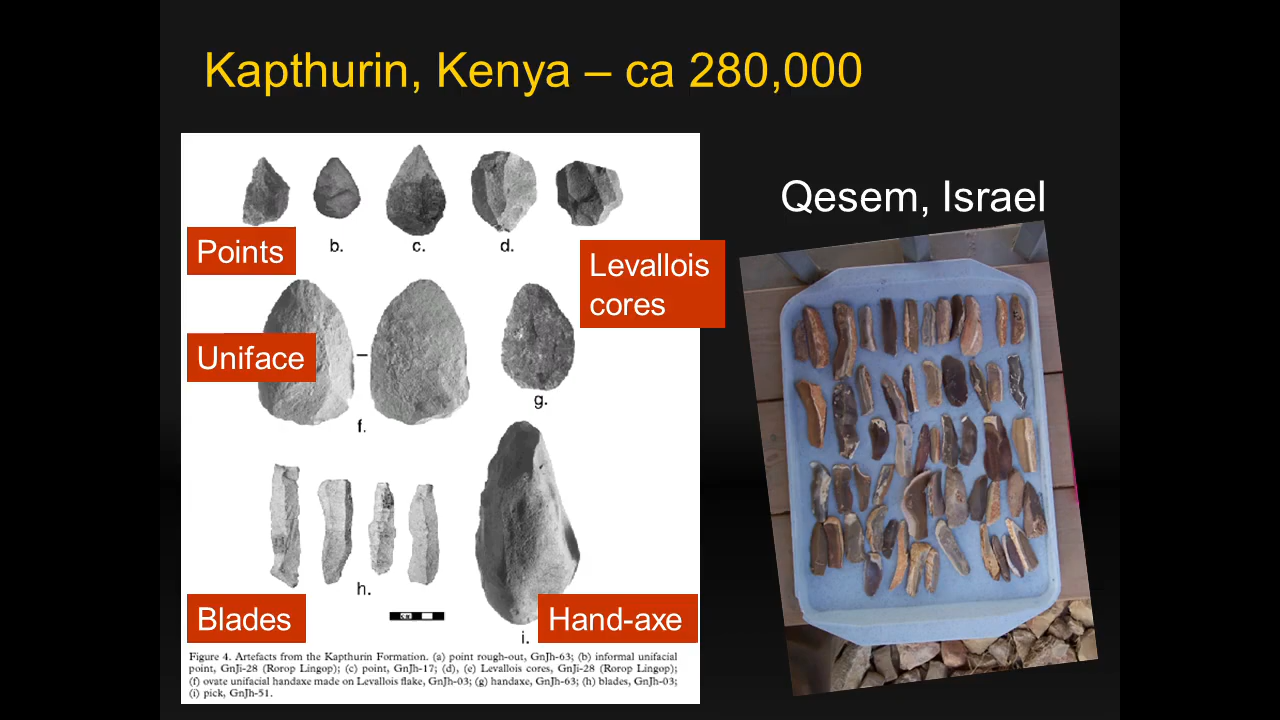 Kapthurin, Kenya – ca 280,000
Qesem, Israel
Points
b.
c.
d.
Levallois
cores
Uniface
f.
g.
h.
Blades
i.
Hand-axe
Figure 4. Artefacts from the Kapthurin Formation. (a) point rough-out, GnJh-63; (b) informal unifacial
point, GnJi-28 (Rorop Lingop); (c) point, GnJh-17; (d), (e) Levallois cores, GnJi-28 (Rorop Lingop);
(f) ovate unifacial handaxe made on Levallois flake, GnJh-03; (g) handaxe, GnJh-63; (h) blades, GnJh-03;
(i) pick, GnJh-51.